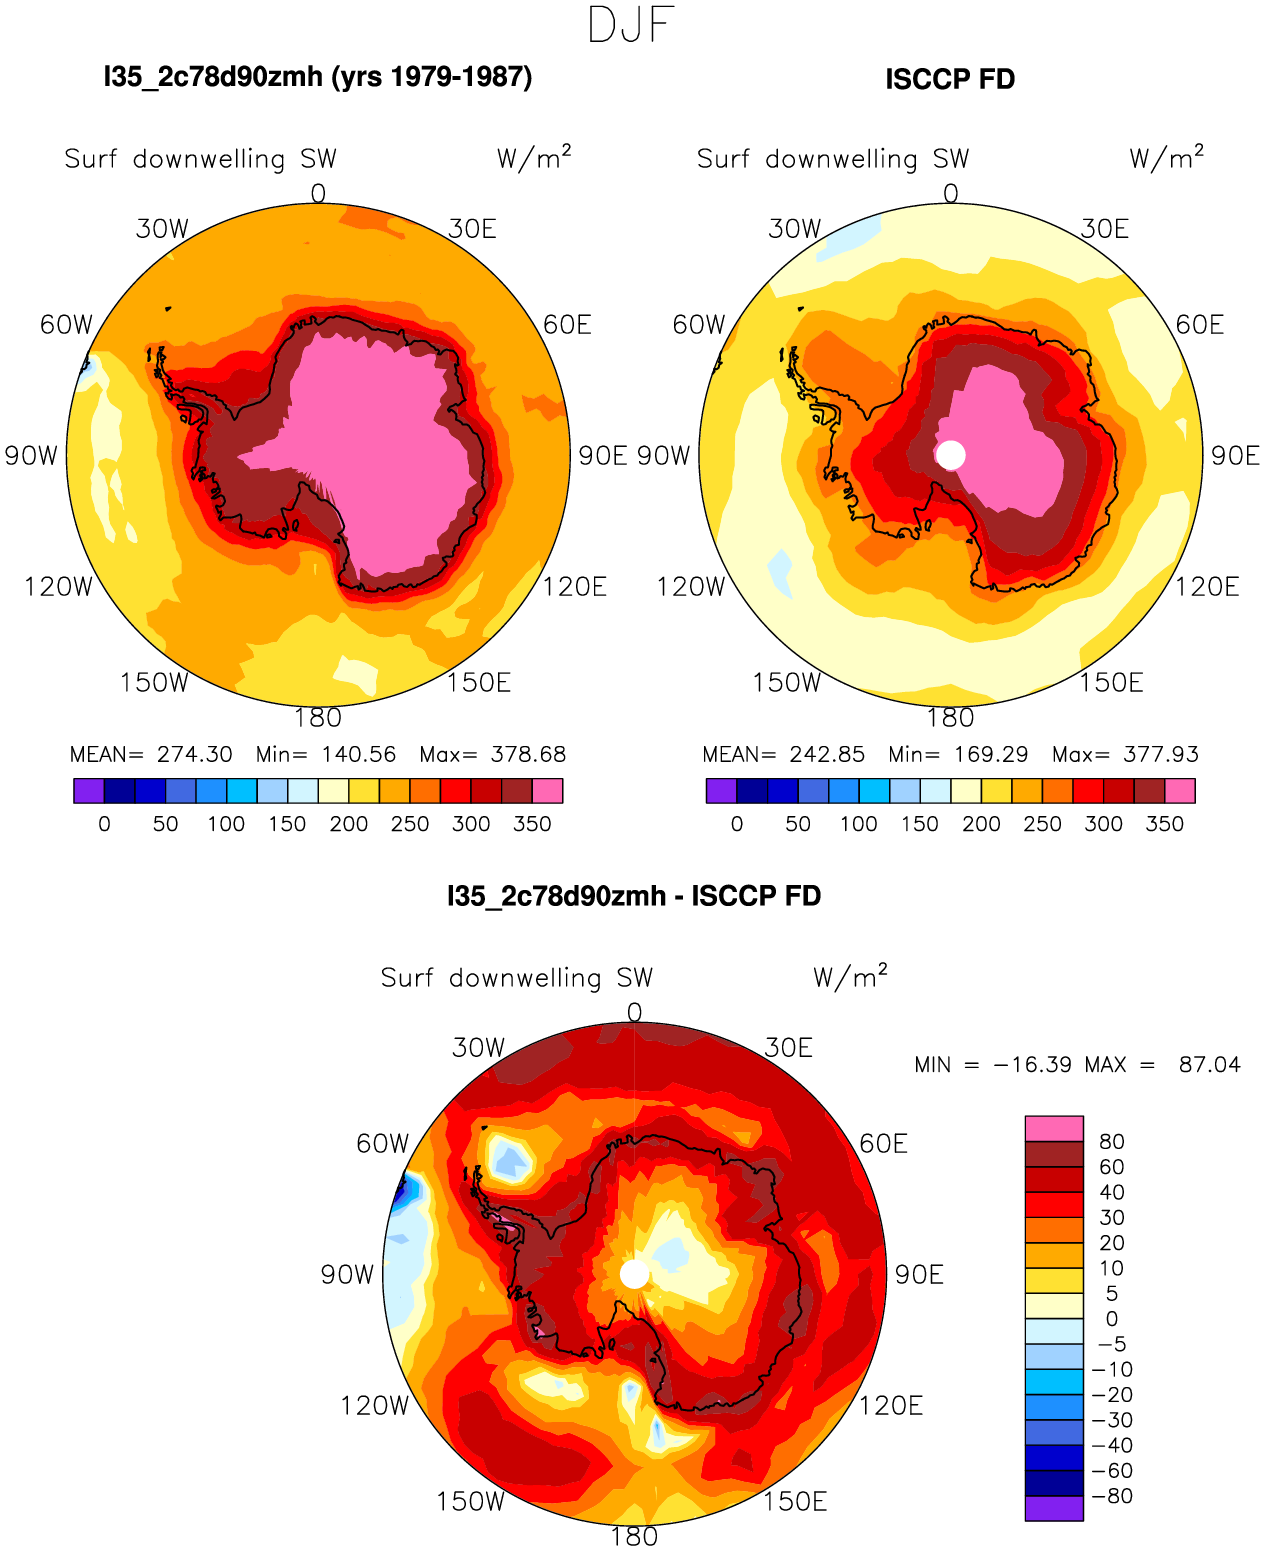 DJF
I35_2c78d90zmh (yrs 1979-1987)
ISCCP FD
Surf downwelling SW W/m²
Surf downwelling SW W/m²
0
30W 30E
60W 60E
90W 90E
120W 120E
150W 150E
180
0
30W 30E
60W 60E
90W 90E
120W 120E
150W 150E
180
MEAN= 274.30 Min= 140.56 Max= 378.68
MEAN= 242.85 Min= 169.29 Max= 377.93
0 50 100 150 200 250 300 350
0 50 100 150 200 250 300 350
I35_2c78d90zmh - ISCCP FD
Surf downwelling SW W/m²
0
30W 30E
60W 60E
90W 90E
120W 120E
150W 150E
180
MIN = −16.39 MAX = 87.04
80
60
40
30
20
10
5
0
−5
−10
−20
−30
−40
−60
−80